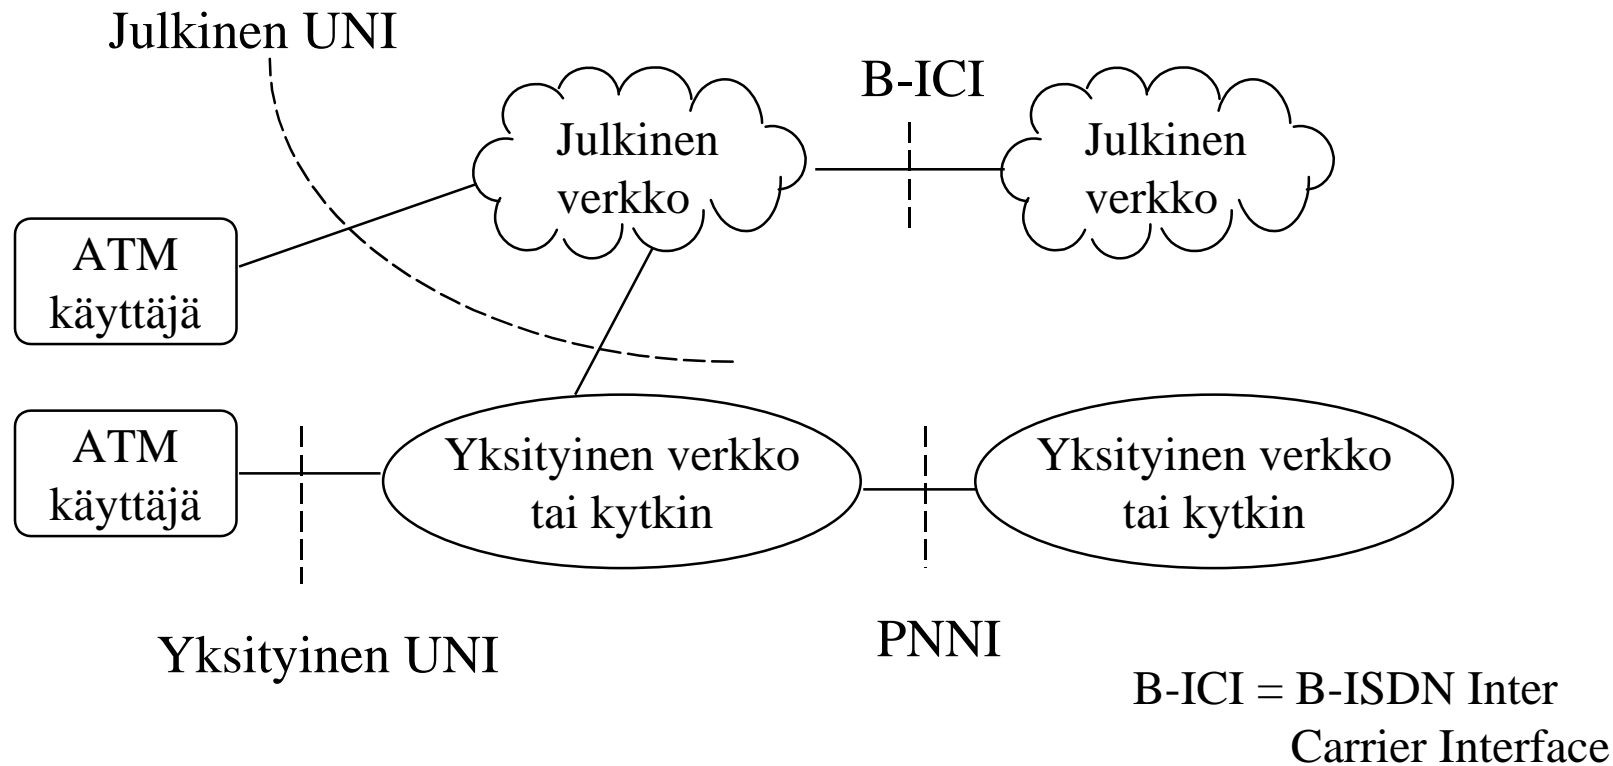 Julkinen UNI
B-ICI
Julkinen
verkko
Julkinen
verkko
ATM
käyttäjä
ATM
käyttäjä
Yksityinen verkko
tai kytkin
Yksityinen verkko
tai kytkin
Yksityinen UNI
PNNI
B-ICI = B-ISDN Inter
Carrier Interface